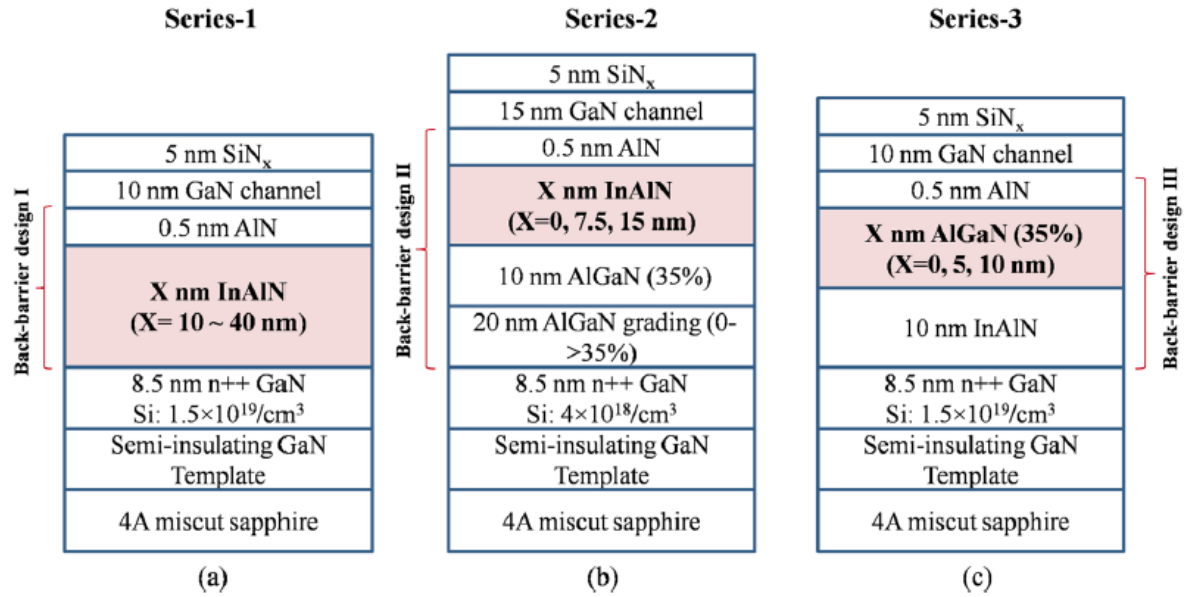 Series-1
5 nm SiNₓ
10 nm GaN channel
0.5 nm AlN
X nm InAlN
(X= 10 ~ 40 nm)
8.5 nm n++ GaN
Si: 1.5×10¹⁹/cm³
Semi-insulating GaN
Template
4A miscut sapphire
Back-barrier design I
(a)
Series-2
5 nm SiNₓ
15 nm GaN channel
0.5 nm AlN
X nm InAlN
(X=0, 7.5, 15 nm)
10 nm AlGaN (35%)
20 nm AlGaN grading (0-
>35%)
8.5 nm n++ GaN
Si: 4×10¹⁸/cm³
Semi-insulating GaN
Template
4A miscut sapphire
Back-barrier design II
(b)
Series-3
5 nm SiNₓ
10 nm GaN channel
0.5 nm AlN
X nm AlGaN (35%)
(X=0, 5, 10 nm)
10 nm InAlN
8.5 nm n++ GaN
Si: 1.5×10¹⁹/cm³
Semi-insulating GaN
Template
4A miscut sapphire
Back-barrier design III
(c)